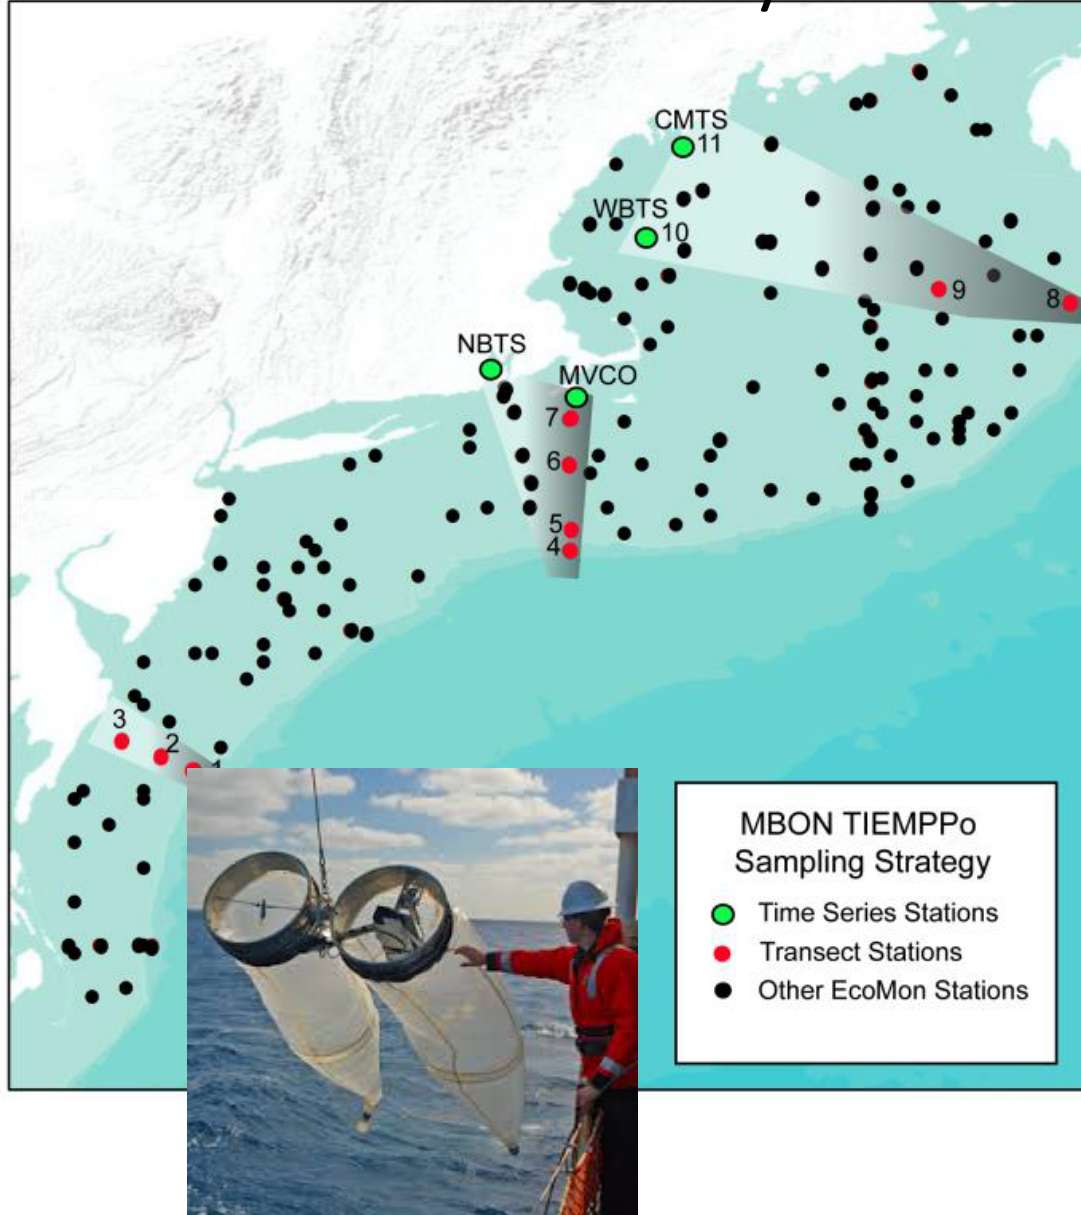 CMTS
11
WBTS
10
9
8
NBTS
MVCO
7
6
5
4
3
2
MBON TIEMPPo
Sampling Strategy
Time Series Stations
Transect Stations
Other EcoMon Stations